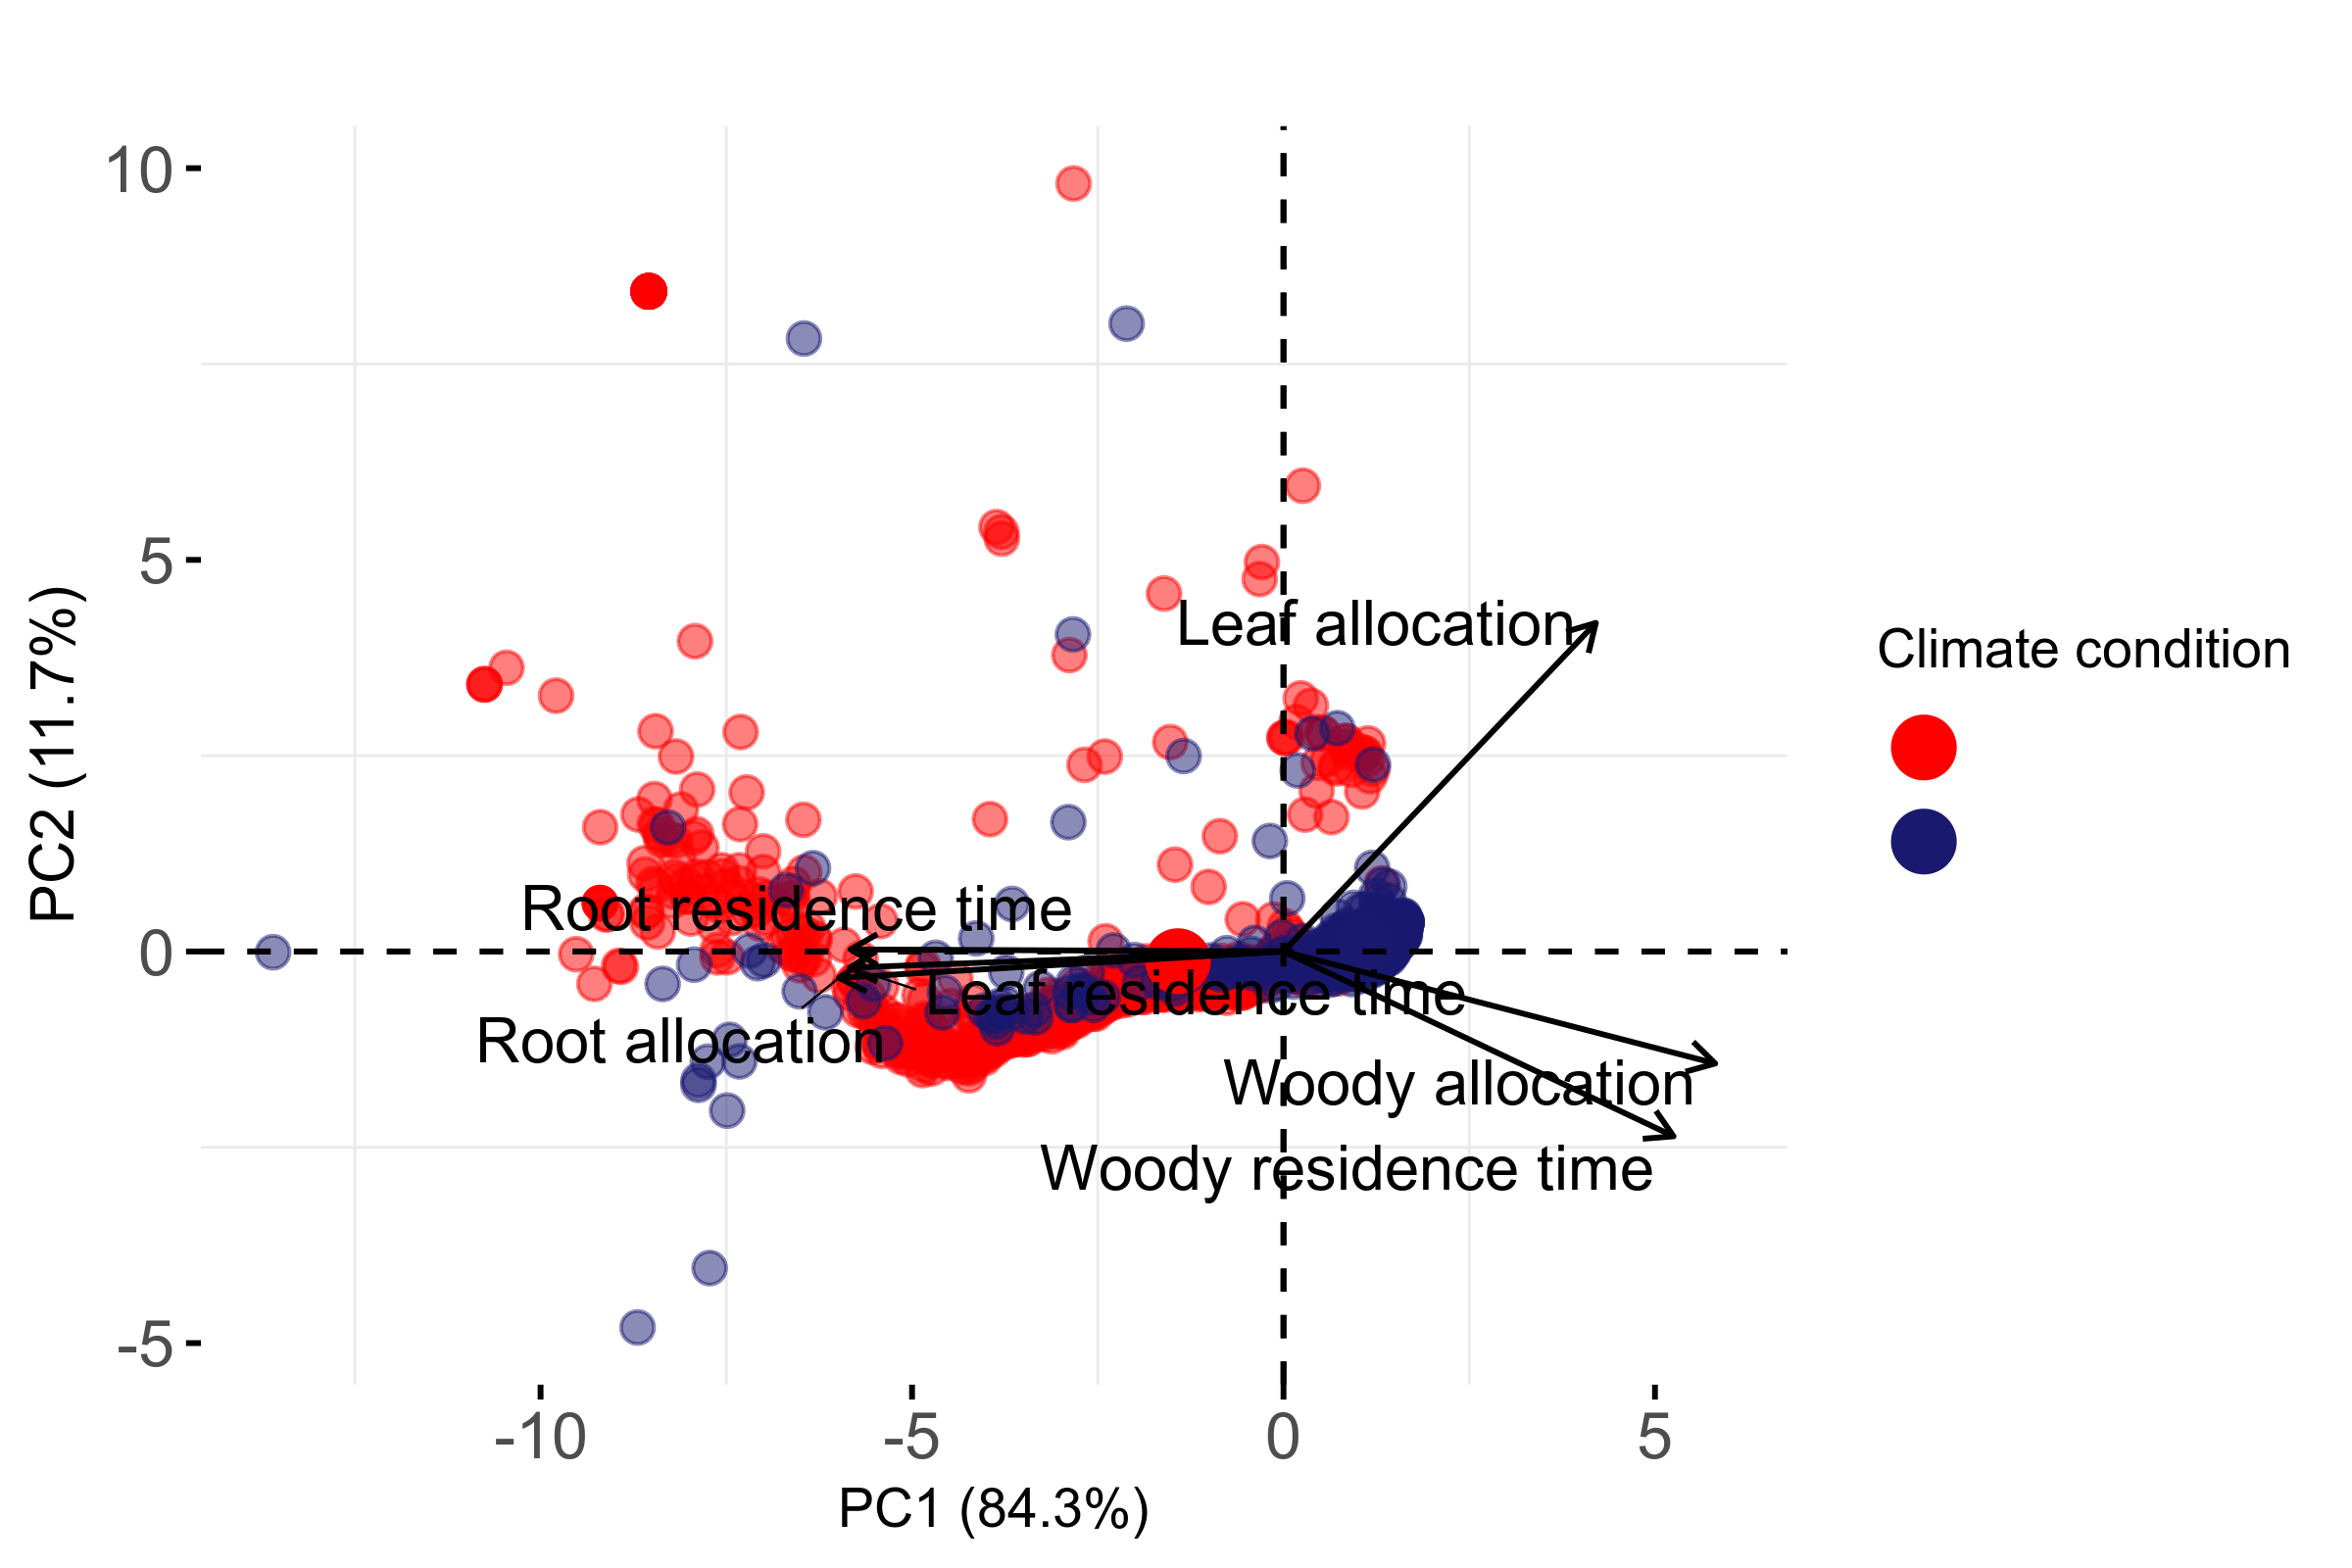 10
5
0
-5
PC2 (11.7%)
Leaf allocation
Root residence time
Leaf residence time
Root allocation
Woody allocation
Woody residence time
-10
-5
0
5
PC1 (84.3%)
Climate condition